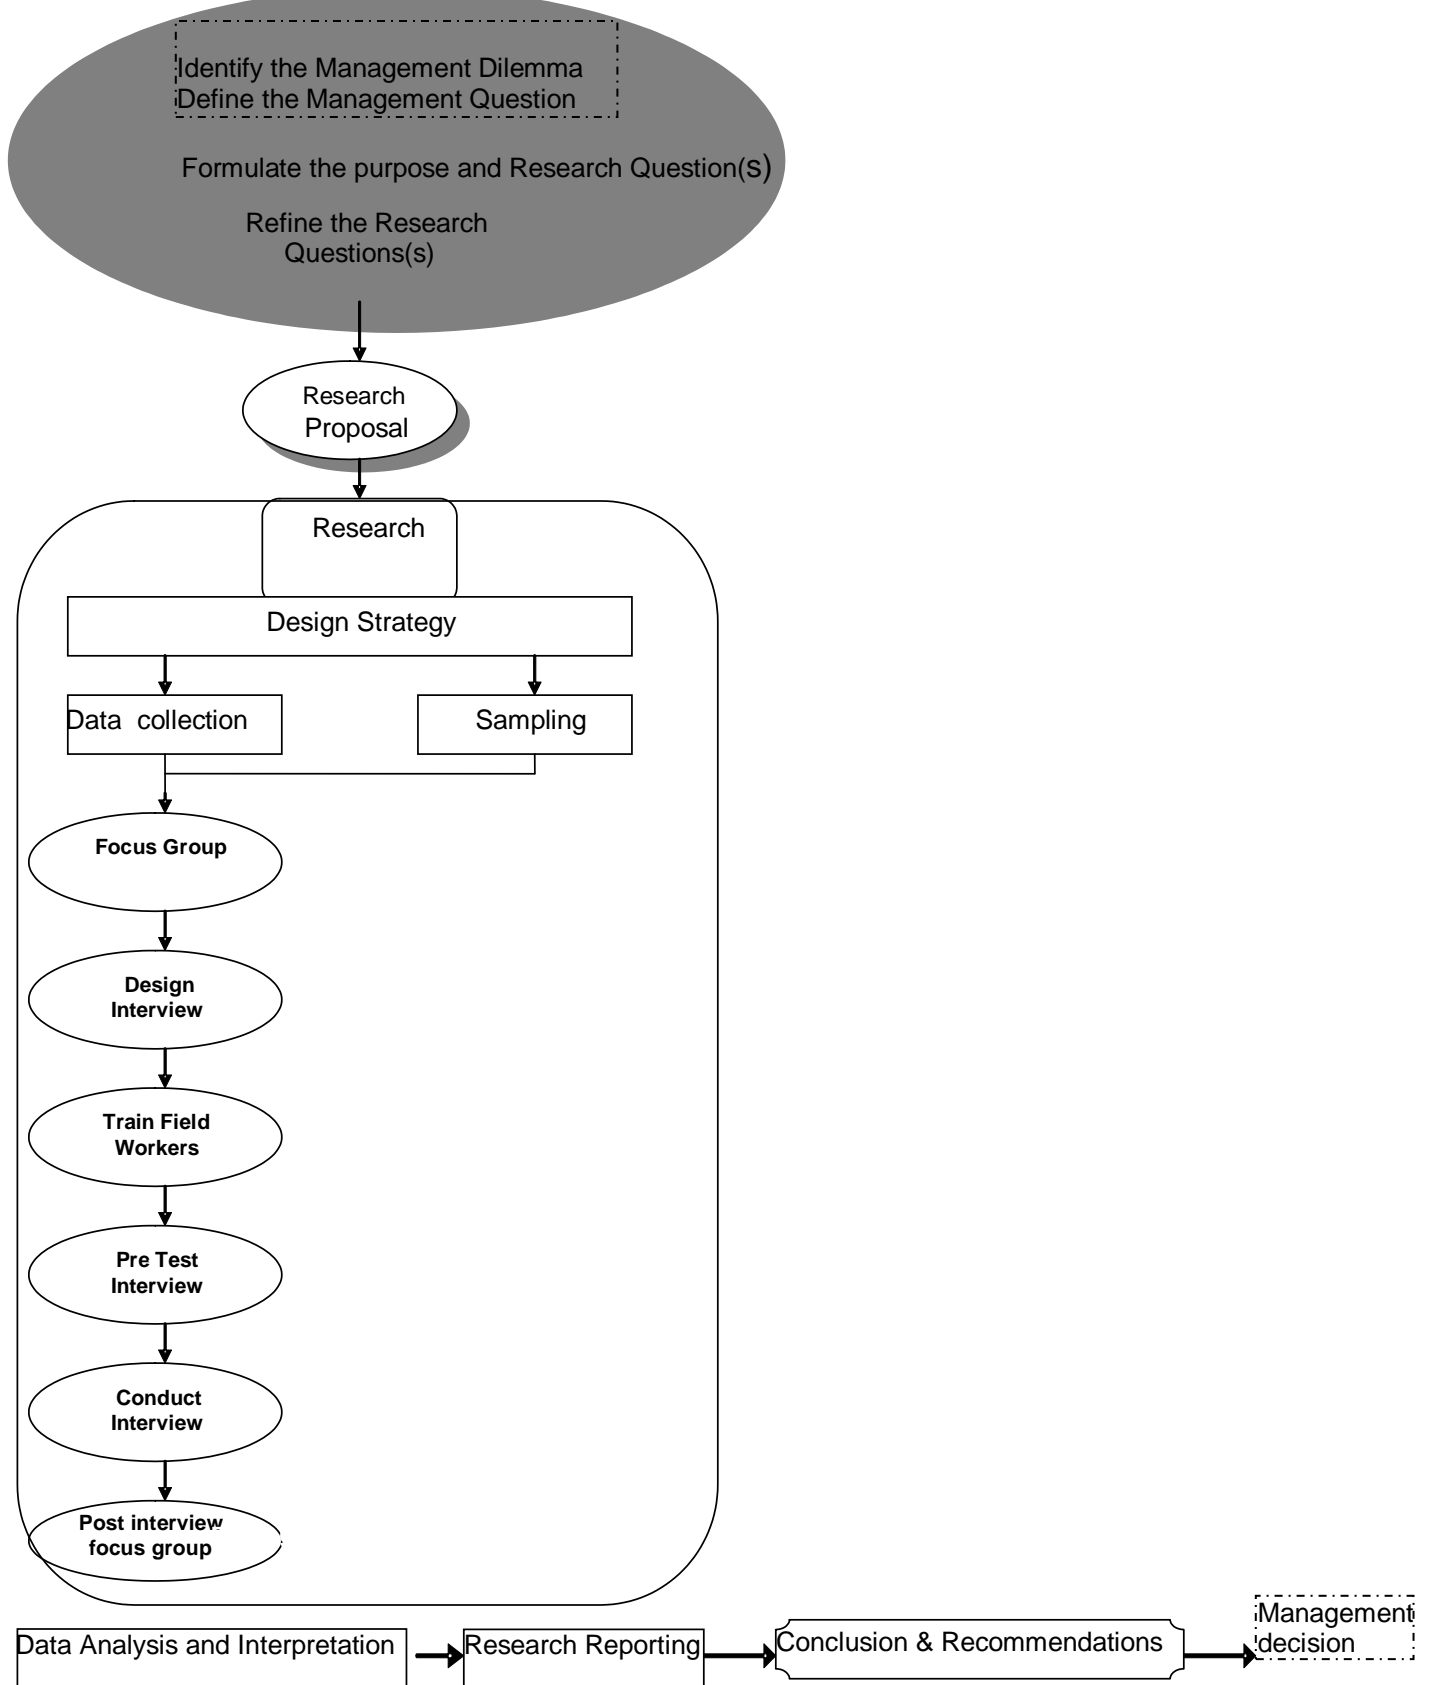 Identify the Management Dilemma
Define the Management Question
Formulate the purpose and Research Question(s)
Refine the Research
Questions(s)
Research
Proposal
Research
Design Strategy
Data collection
Sampling
Focus Group
Design
Interview
Train Field
Workers
Pre Test
Interview
Conduct
Interview
Post interview
focus group
Data Analysis and Interpretation
Research Reporting
Conclusion & Recommendations
Management
decision